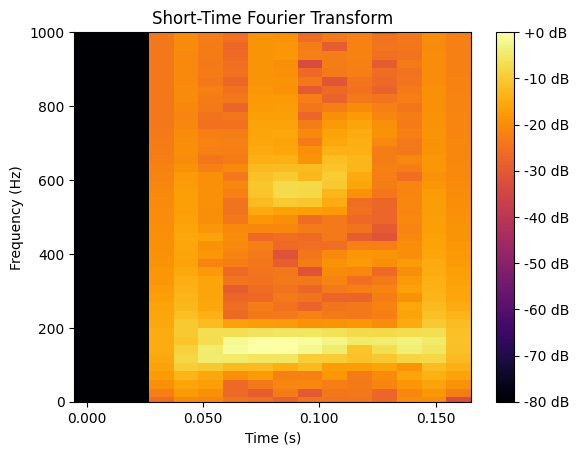 Short-Time Fourier Transform
Frequency (Hz)
1000
800
600
400
200
0
0.000
0.050
0.100
0.150
Time (s)
+0 dB
-10 dB
-20 dB
-30 dB
-40 dB
-50 dB
-60 dB
-70 dB
-80 dB